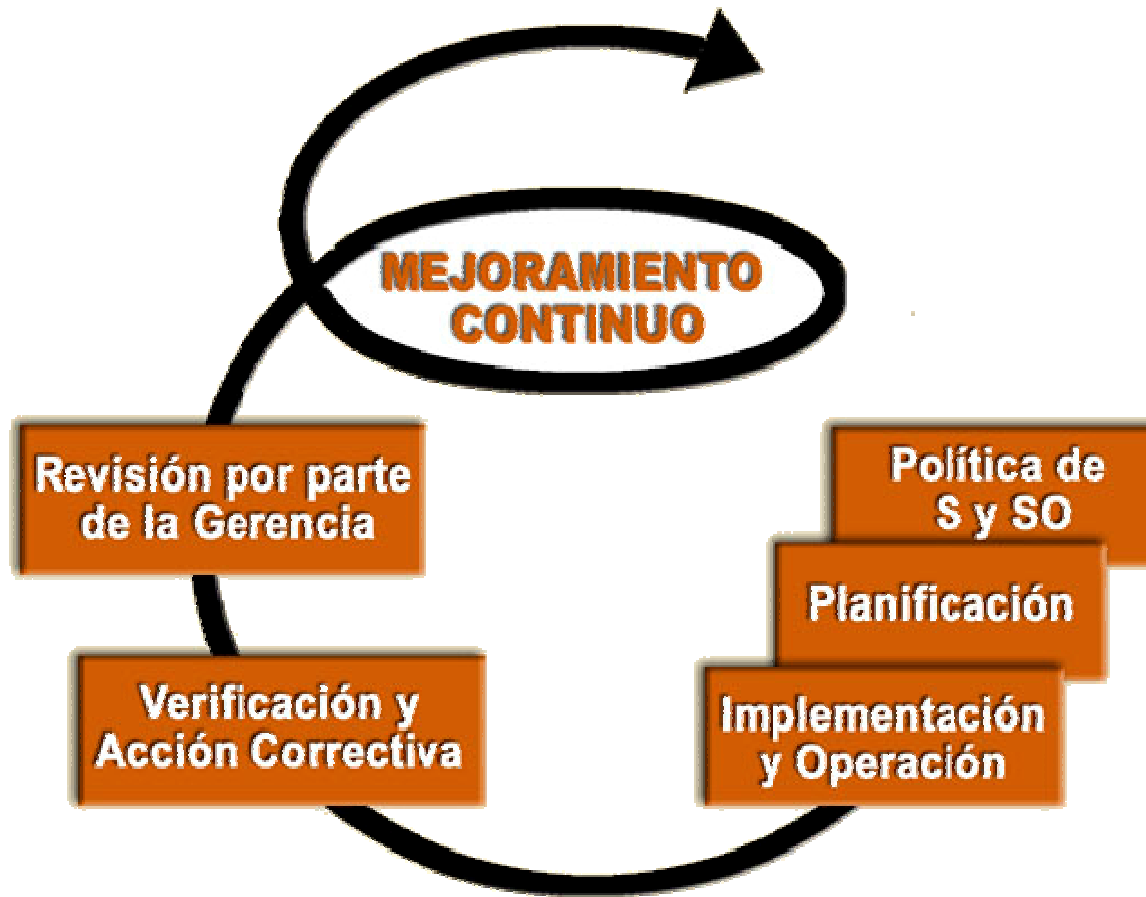 MEJORAMIENTO
CONTINUO
Revisión por parte
de la Gerencia
Política de
S y SO
Planificación
Verificación y
Acción Correctiva
Implementación
y Operación